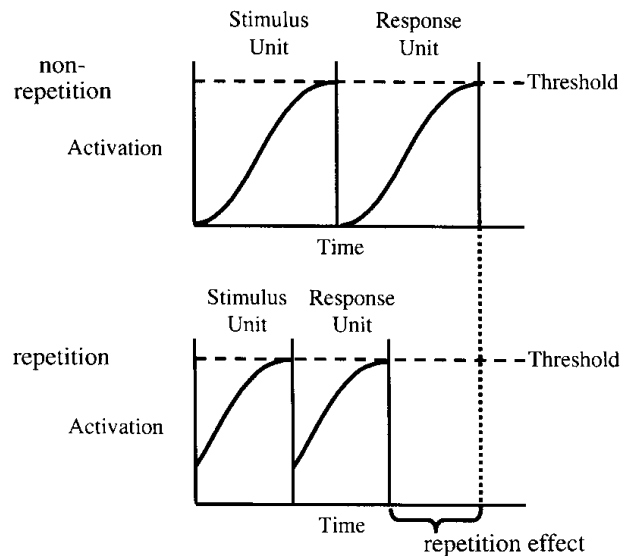 Stimulus Unit
Response Unit
non-
repetition
Threshold
Activation
Time
Stimulus Unit
Response Unit
repetition
Threshold
Activation
Time
repetition effect